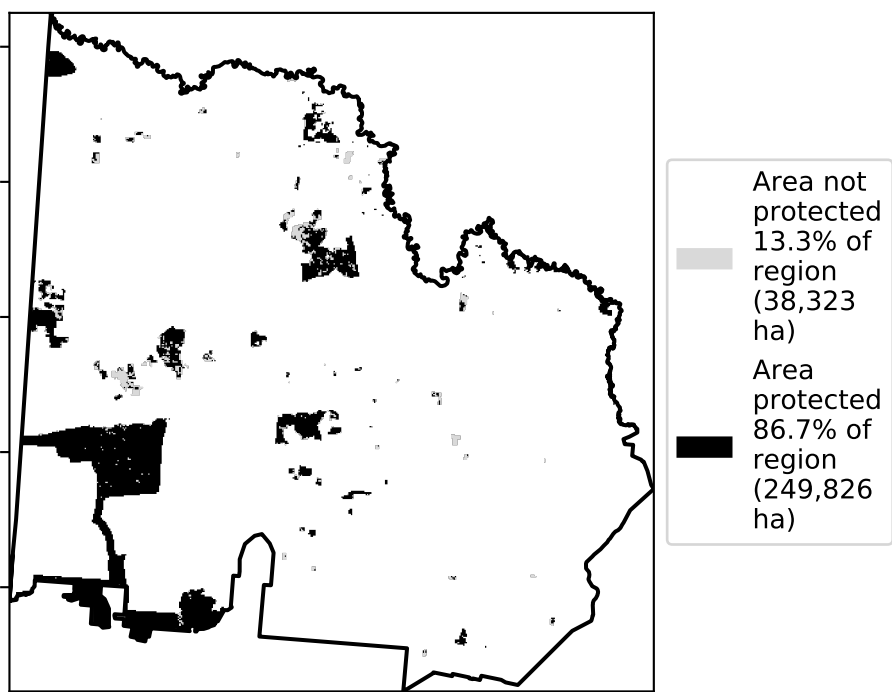 Area not
protected
13.3% of
region
(38,323
ha)
Area
protected
86.7% of
region
(249,826
ha)